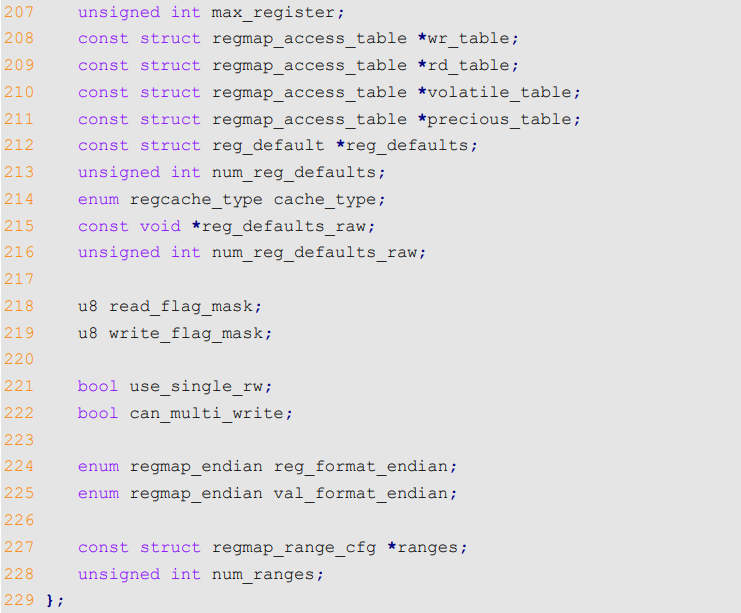 207 unsigned int max_register;
208 const struct regmap_access_table *wr_table;
209 const struct regmap_access_table *rd_table;
210 const struct regmap_access_table *volatile_table;
211 const struct regmap_access_table *precious_table;
212 const struct reg_default *reg_defaults;
213 unsigned int num_reg_defaults;
214 enum regcache_type cache_type;
215 const void *reg_defaults_raw;
216 unsigned int num_reg_defaults_raw;
217
218 u8 read_flag_mask;
219 u8 write_flag_mask;
220
221 bool use_single_rw;
222 bool can_multi_write;
223
224 enum regmap_endian reg_format_endian;
225 enum regmap_endian val_format_endian;
226
227 const struct regmap_range_cfg *ranges;
228 unsigned int num_ranges;
229 };